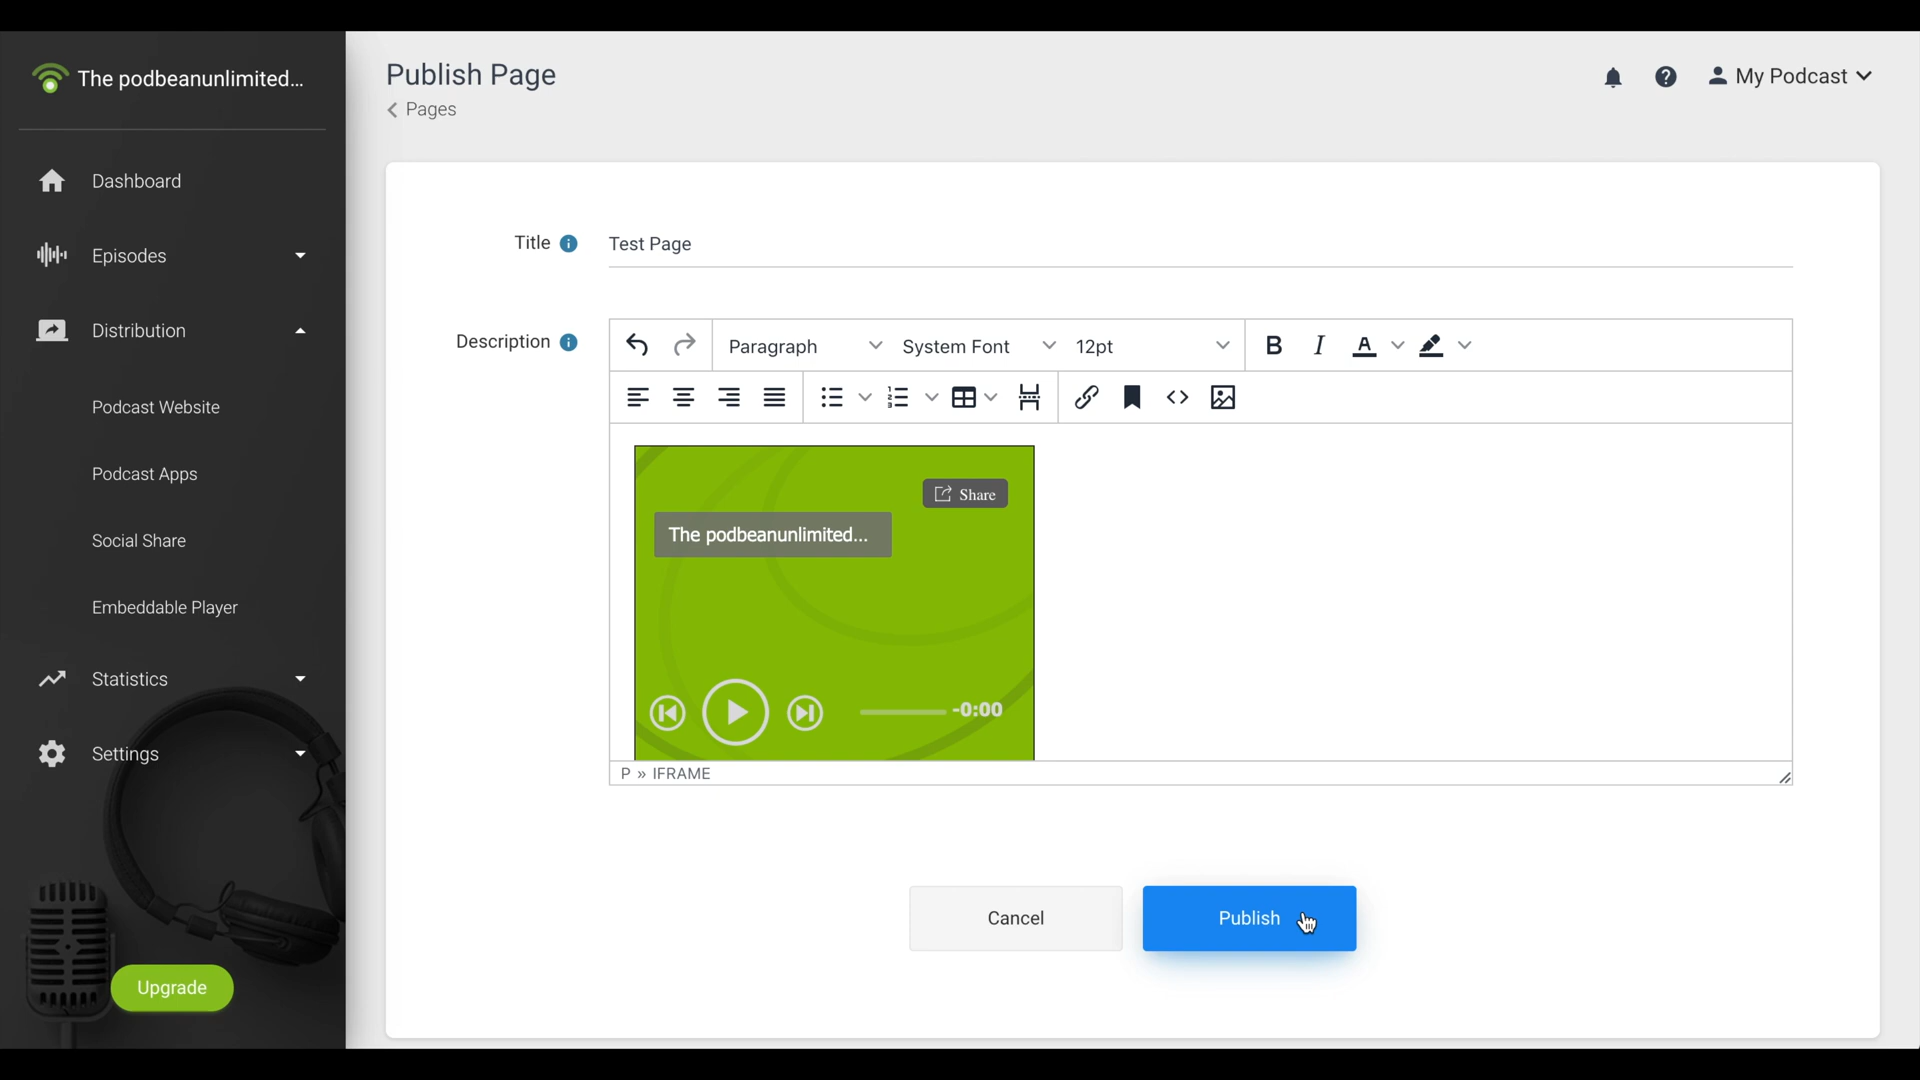 The podbeanunlimited...
Publish Page
Pages
My Podcast
Dashboard
Episodes
Distribution
Podcast Website
Podcast Apps
Social Share
Embeddable Player
Statistics
Settings
Upgrade
Title
Test Page
Description
Paragraph System Font 12pt B I A
Share
The podbeanunlimited...
-0:00
P » IFRAME
Cancel Publish